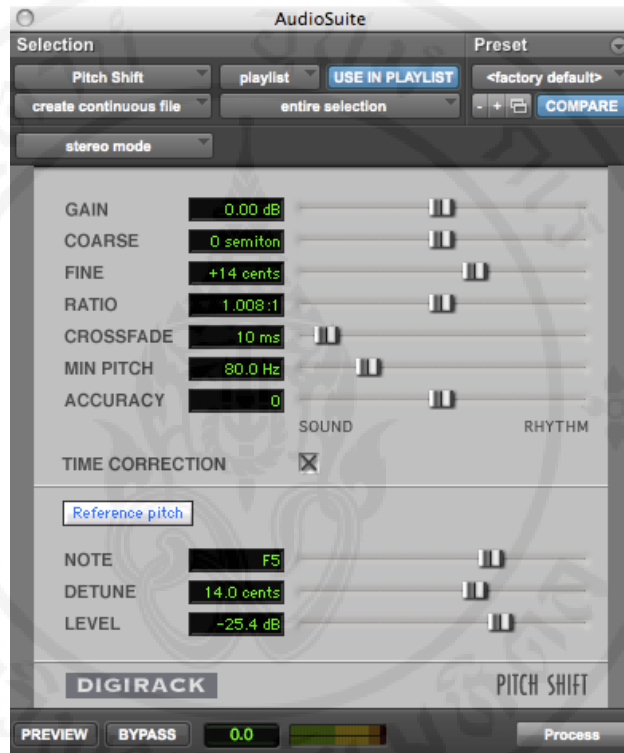 AudioSuite
Selection
Preset
Pitch Shift
playlist
USE IN PLAYLIST
<factory default>
create continuous file
entire selection
- +
COMPARE
stereo mode
GAIN 0.00 dB
COARSE 0 semiton
FINE +14 cents
RATIO 1.008:1
CROSSFADE 10 ms
MIN PITCH 80.0 Hz
ACCURACY 0
SOUND RHYTHM
TIME CORRECTION
Reference pitch
NOTE F5
DETUNE 14.0 cents
LEVEL -25.4 dB
DIGIRACK PITCH SHIFT
PREVIEW BYPASS 0.0 Process